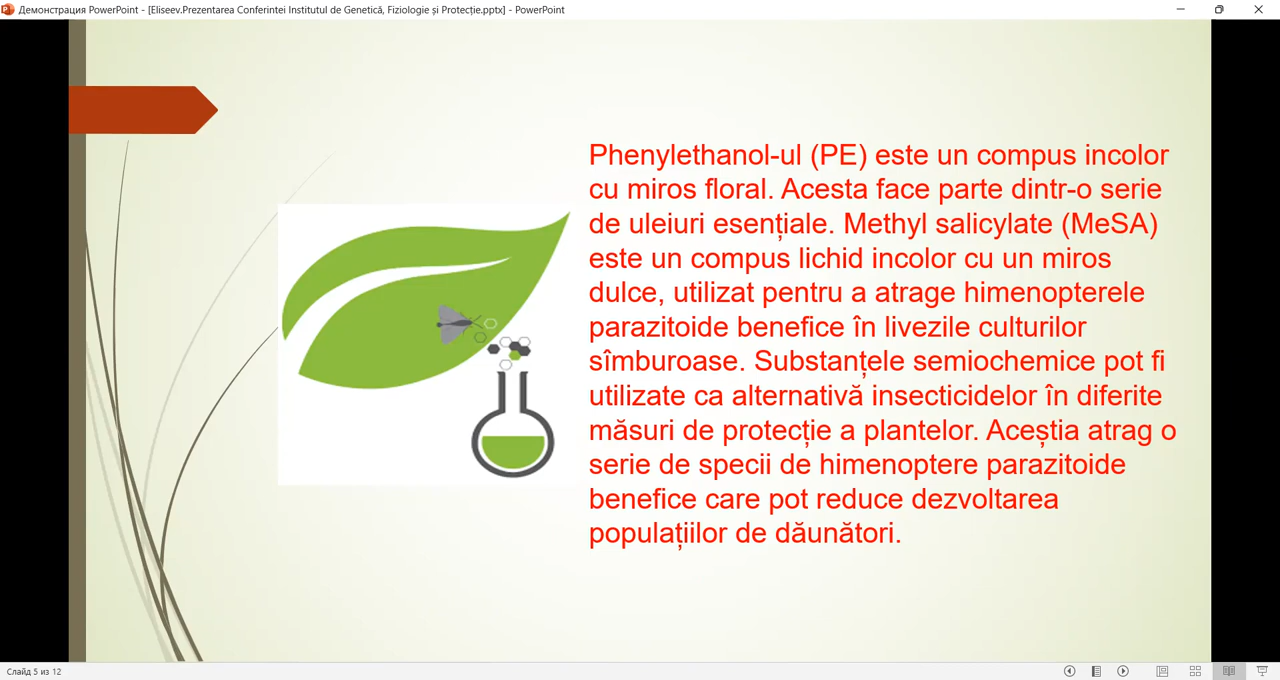 Демонстрация PowerPoint - [Eliseev.Prezentarea Conferintei Institutul de Genetică, Fiziologie și Protecție.pptx] - PowerPoint
Phenylethanol-ul (PE) este un compus incolor
cu miros floral. Acesta face parte dintr-o serie
de uleiuri esențiale. Methyl salicylate (MeSA)
este un compus lichid incolor cu un miros
dulce, utilizat pentru a atrage himenopterele
parazitoide benefice în livezile culturilor
sîmburoase. Substanțele semiochemice pot fi
utilizate ca alternativă insecticidelor în diferite
măsuri de protecție a plantelor. Aceștia atrag o
serie de specii de himenoptere parazitoide
benefice care pot reduce dezvoltarea
populațiilor de dăunători.
Слайд 5 из 12